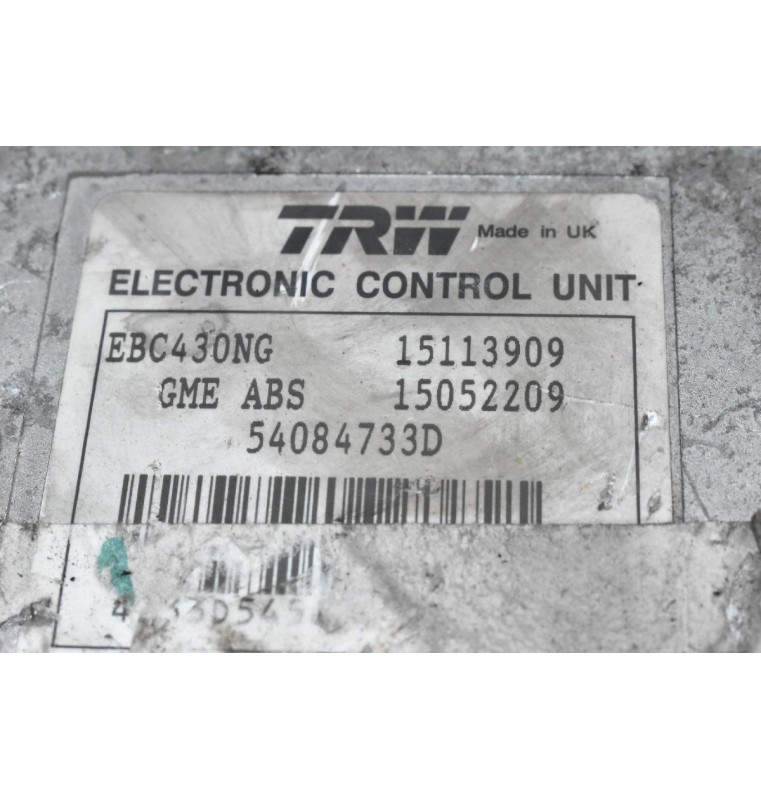 TRW Made in UK
ELECTRONIC CONTROL UNIT
EBC430NG 15113909
GME ABS 15052209
54084733D